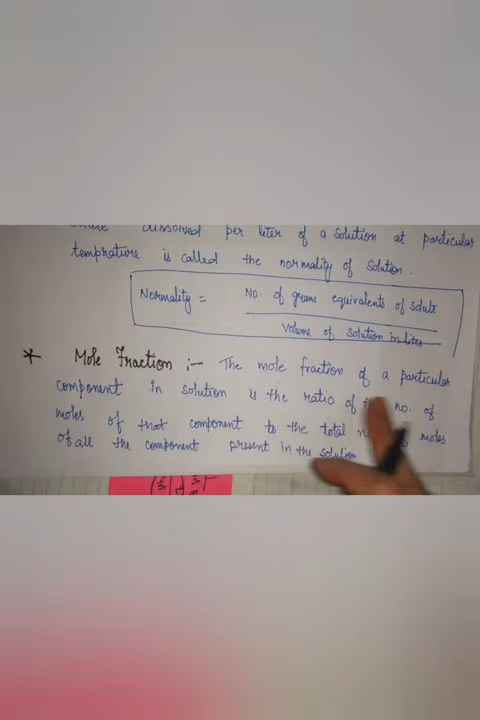 dissolved per liter of a solution at particular
temprature is called the normality of solution.
Normality = No. of gram equivalents of solute
Volume of solution in liter
* Mole Fraction :- The mole fraction of a particular
component in solution is the ratio of the no. of
moles of that component to the total moles
of all the component present in the solution